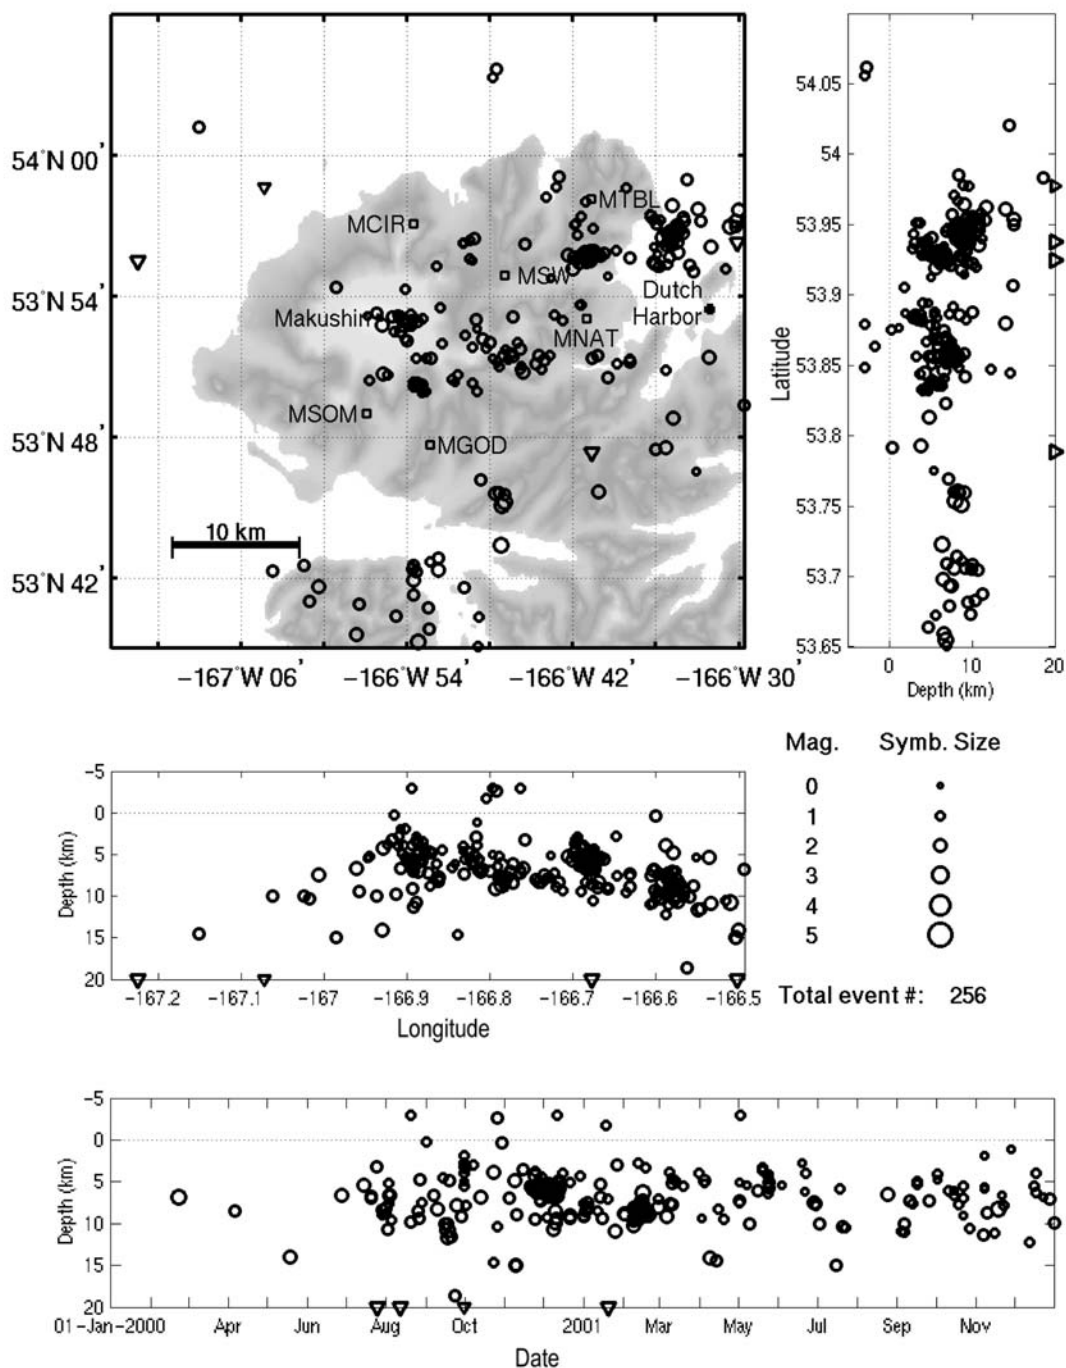 54°N 00'
53°N 54'
53°N 48'
53°N 42'
MTBL
MCIR
MSW
Dutch
Harbor
Makushin
MNAT
MSOM
MGOD
10 km
-167°W 06'
-166°W 54'
-166°W 42'
-166°W 30'
54.05
54
53.95
53.9
53.85
53.8
53.75
53.7
53.65
Latitude
0
10
20
Depth (km)
Mag.
Symb. Size
0
1
2
3
4
5
Total event #:
256
-5
0
5
10
15
20
Depth (km)
-167.2
-167.1
-167
-166.9
-166.8
-166.7
-166.6
-166.5
Longitude
-5
0
5
10
15
20
Depth (km)
01-Jan-2000
Apr
Jun
Aug
Oct
2001
Mar
May
Jul
Sep
Nov
Date